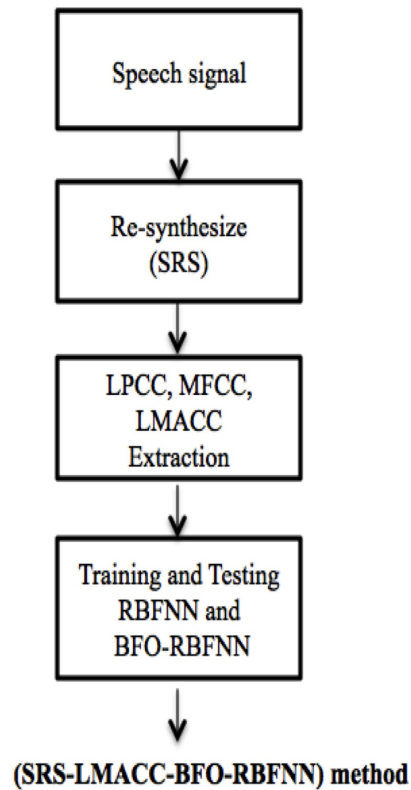 Speech signal
Re-synthesize
(SRS)
LPCC, MFCC,
LMACC
Extraction
Training and Testing
RBFNN and
BFO-RBFNN
(SRS-LMACC-BFO-RBFNN) method